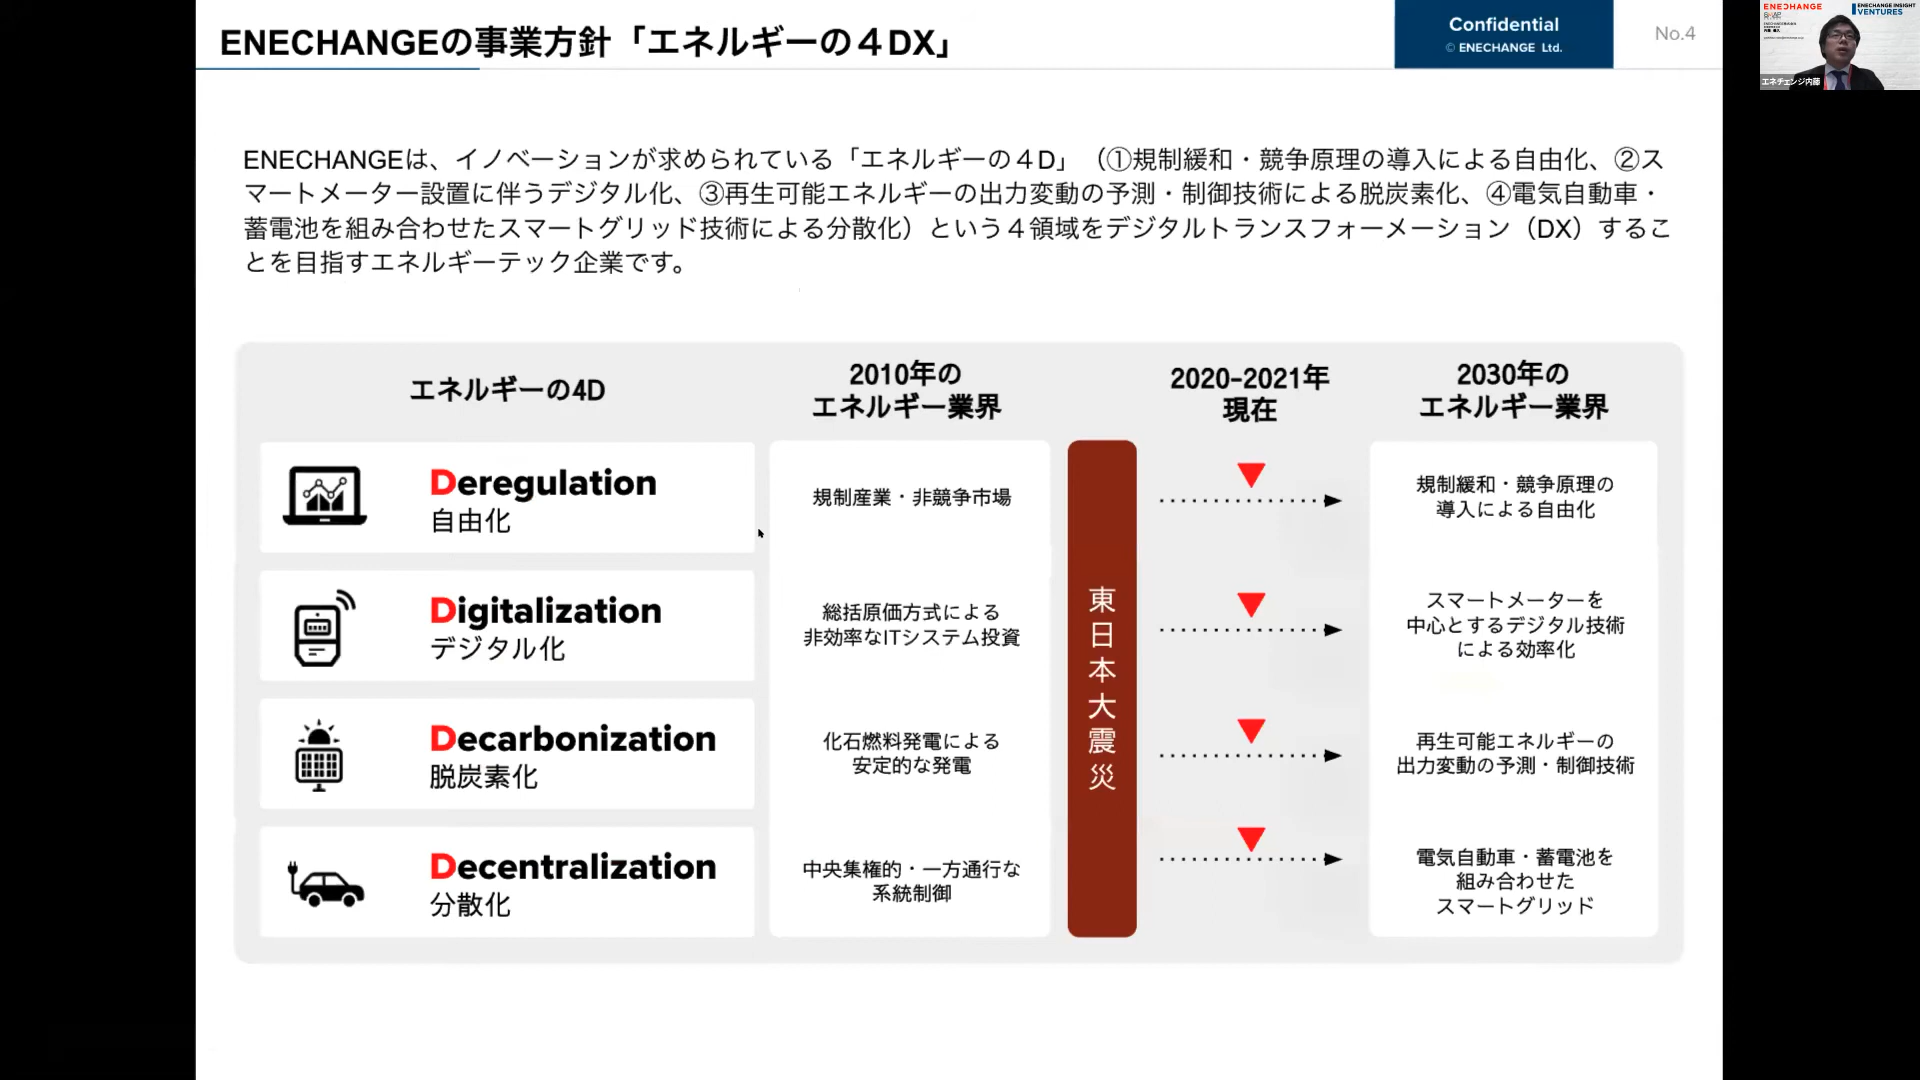 ENECHANGEの事業方針「エネルギーの４DX」
Confidential
© ENECHANGE Ltd.
No.4
ENECHANGE
ENECHANGE INSIGHT
VENTURES
エネチェンジ内藤
ENECHANGEは、イノベーションが求められている「エネルギーの４D」（①規制緩和・競争原理の導入による自由化、②ス
マートメーター設置に伴うデジタル化、③再生可能エネルギーの出力変動の予測・制御技術による脱炭素化、④電気自動車・
蓄電池を組み合わせたスマートグリッド技術による分散化）という４領域をデジタルトランスフォーメーション（DX）するこ
とを目指すエネルギーテック企業です。
エネルギーの4D
2010年の
エネルギー業界
2020-2021年
現在
2030年の
エネルギー業界
Deregulation
自由化
規制産業・非競争市場
規制緩和・競争原理の
導入による自由化
Digitalization
デジタル化
総括原価方式による
非効率なITシステム投資
スマートメーターを
中心とするデジタル技術
による効率化
Decarbonization
脱炭素化
化石燃料発電による
安定的な発電
再生可能エネルギーの
出力変動の予測・制御技術
Decentralization
分散化
中央集権的・一方通行な
系統制御
電気自動車・蓄電池を
組み合わせた
スマートグリッド
東日本大震災